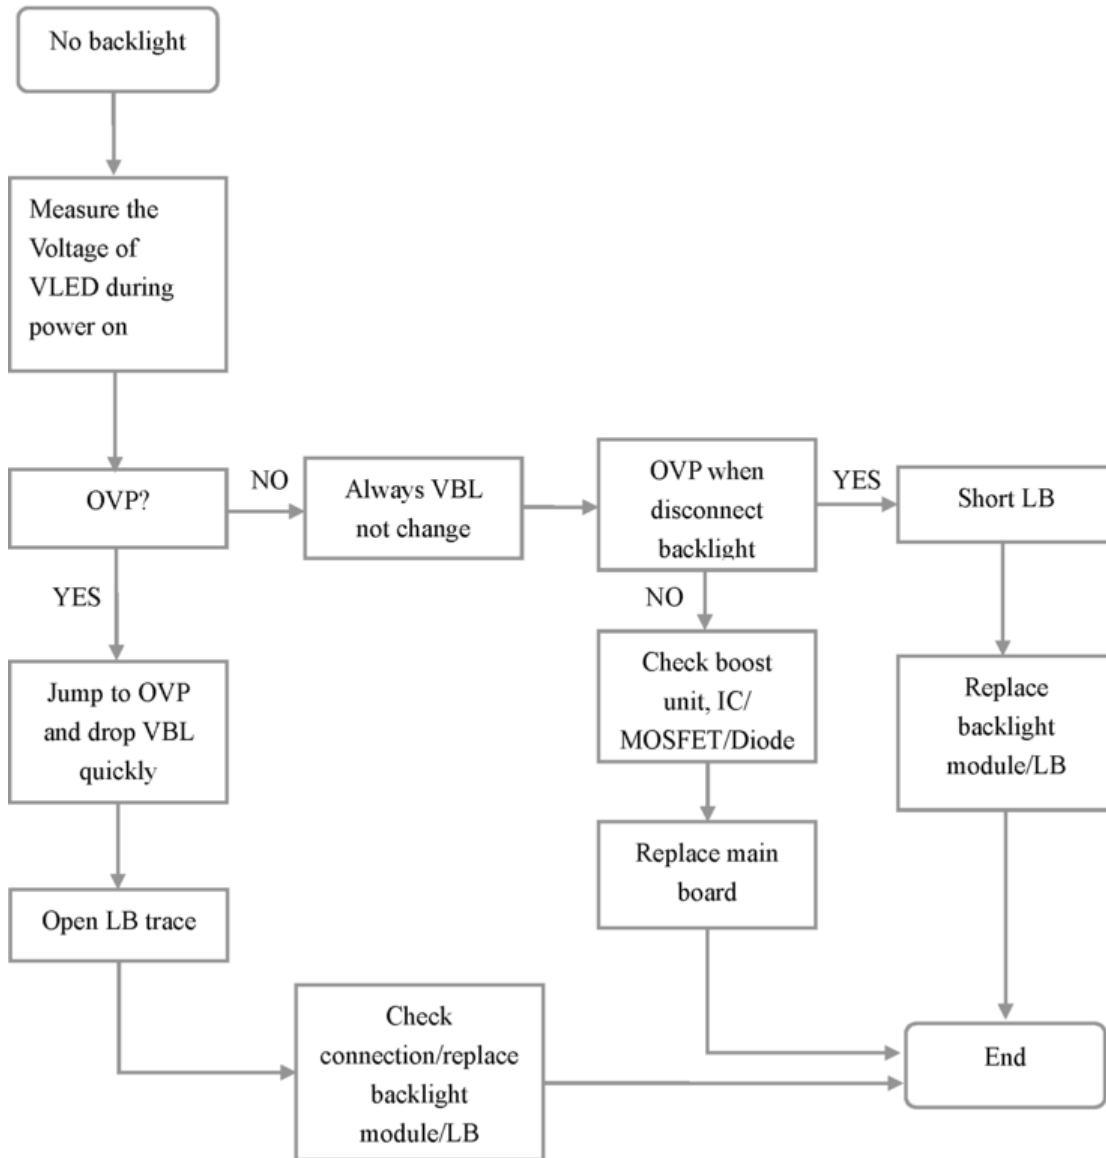 No backlight
Measure the
Voltage of
VLED during
power on
OVP?
NO
Always VBL
not change
OVP when
disconnect
backlight
YES
Short LB
YES
NO
Jump to OVP
and drop VBL
quickly
Check boost
unit, IC/
MOSFET/Diode
Replace
backlight
module/LB
Open LB trace
Replace main
board
Check
connection/replace
backlight
module/LB
End